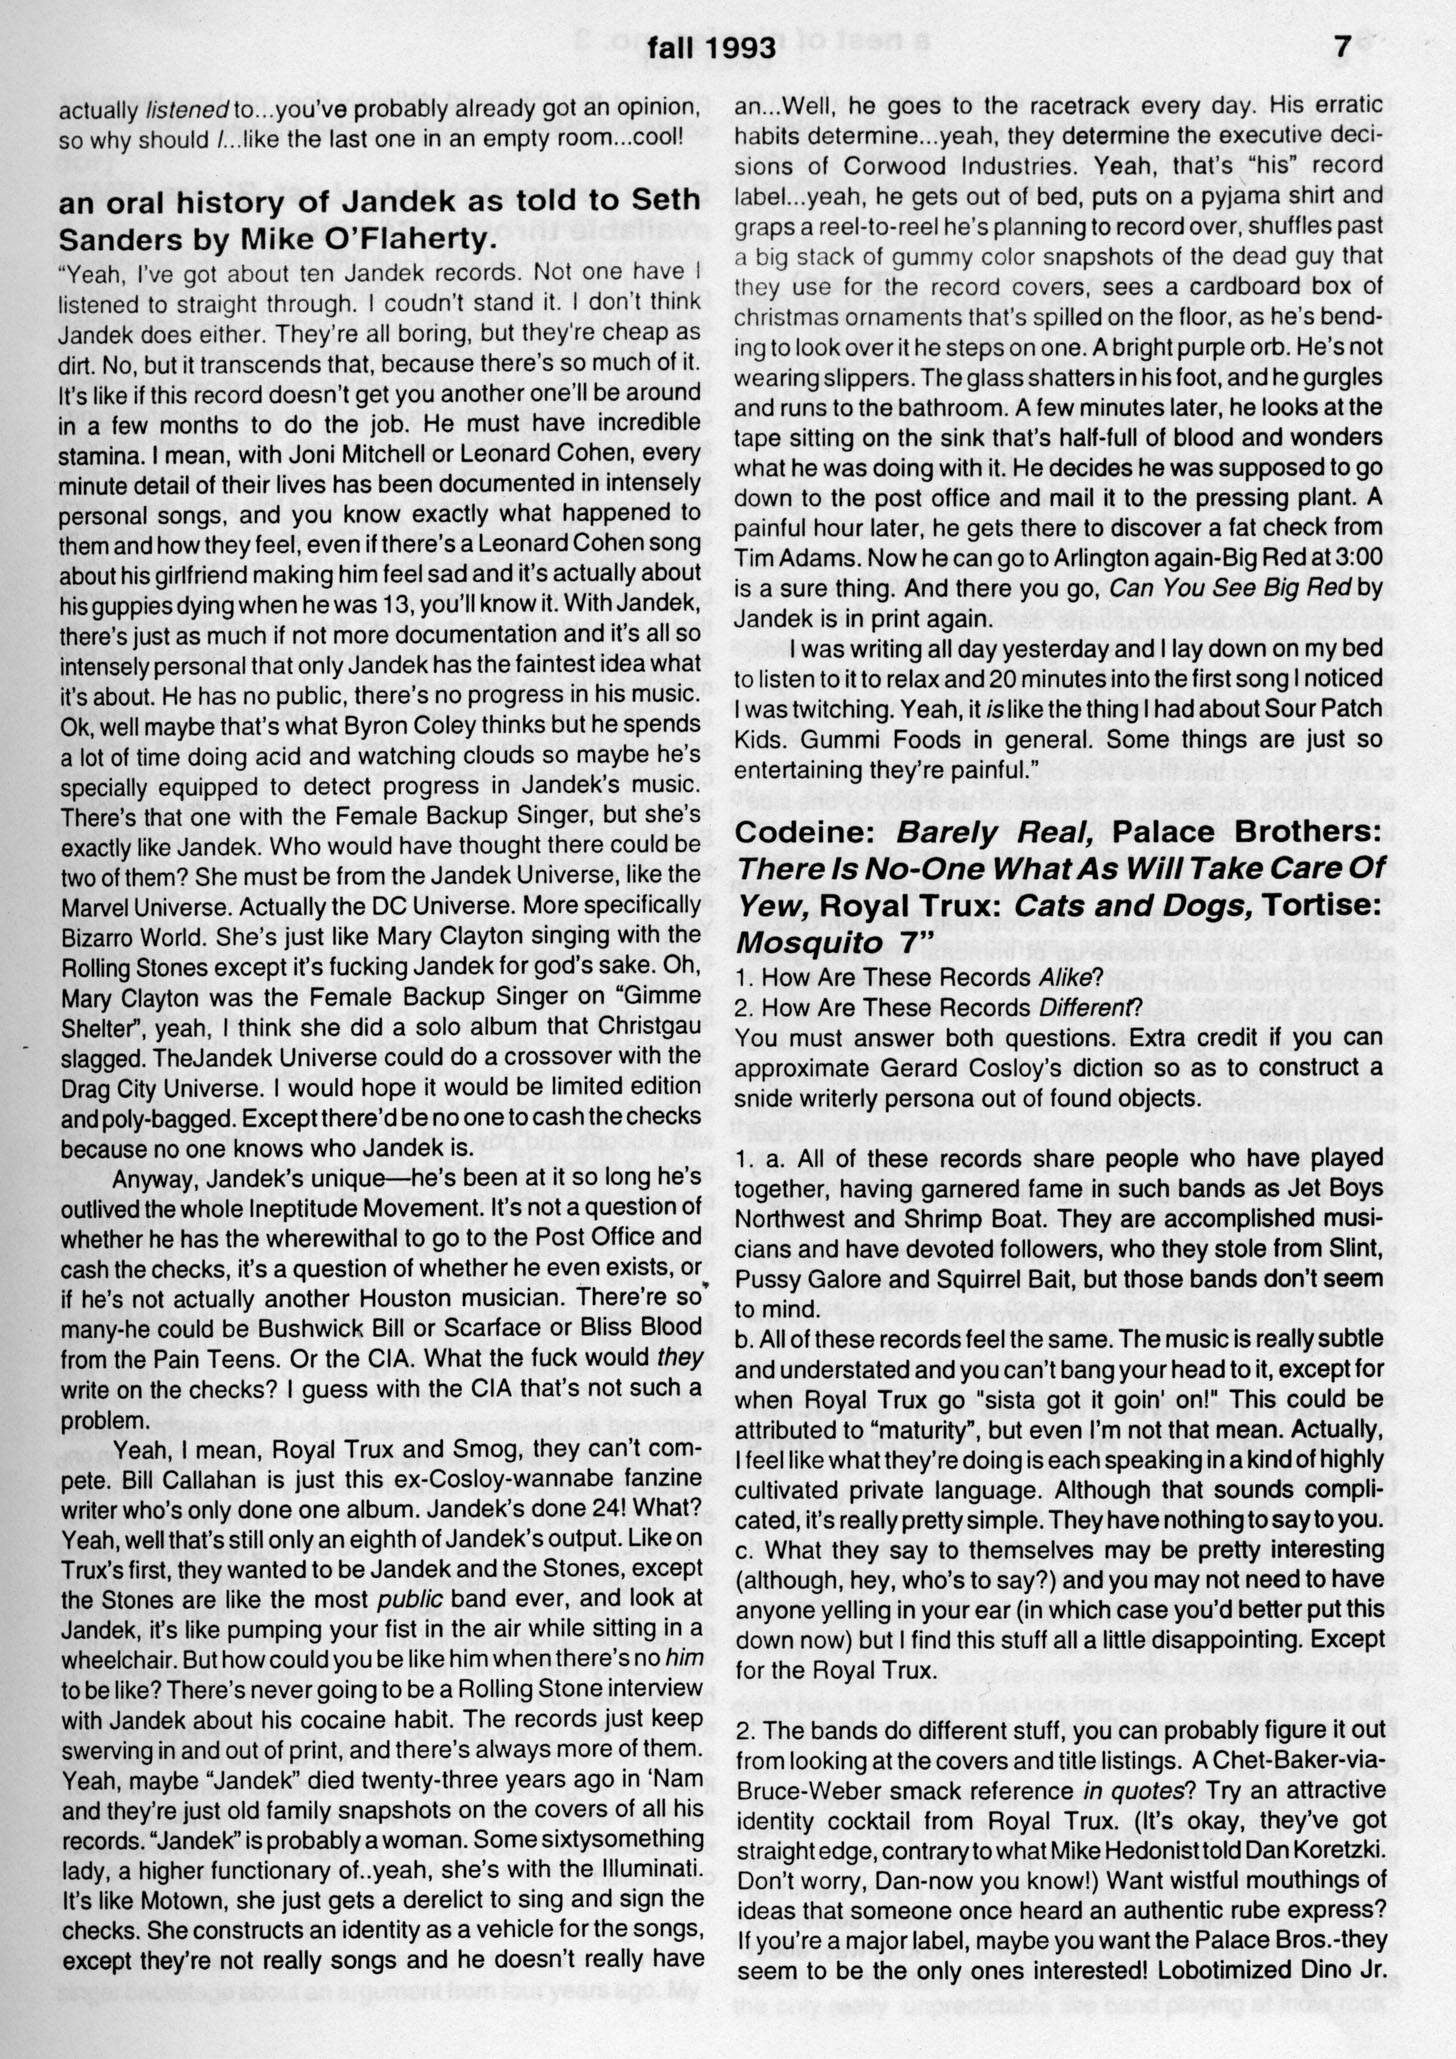 fall 1993
7
actually listened to...you've probably already got an opinion,
so why should I...like the last one in an empty room...cool!
an oral history of Jandek as told to Seth
Sanders by Mike O'Flaherty.
"Yeah, I've got about ten Jandek records. Not one have I
listened to straight through. I coudn't stand it. I don't think
Jandek does either. They're all boring, but they're cheap as
dirt. No, but it transcends that, because there's so much of it.
It's like if this record doesn't get you another one'll be around
in a few months to do the job. He must have incredible
stamina. I mean, with Joni Mitchell or Leonard Cohen, every
minute detail of their lives has been documented in intensely
personal songs, and you know exactly what happened to
them and how they feel, even if there's a Leonard Cohen song
about his girlfriend making him feel sad and it's actually about
his guppies dying when he was 13, you'll know it. With Jandek,
there's just as much if not more documentation and it's all so
intensely personal that only Jandek has the faintest idea what
it's about. He has no public, there's no progress in his music.
Ok, well maybe that's what Byron Coley thinks but he spends
a lot of time doing acid and watching clouds so maybe he's
specially equipped to detect progress in Jandek's music.
There's that one with the Female Backup Singer, but she's
exactly like Jandek. Who would have thought there could be
two of them? She must be from the Jandek Universe, like the
Marvel Universe. Actually the DC Universe. More specifically
Bizarro World. She's just like Mary Clayton singing with the
Rolling Stones except it's fucking Jandek for god's sake. Oh,
Mary Clayton was the Female Backup Singer on "Gimme
Shelter", yeah, I think she did a solo album that Christgau
slagged. TheJandek Universe could do a crossover with the
Drag City Universe. I would hope it would be limited edition
and poly-bagged. Except there'd be no one to cash the checks
because no one knows who Jandek is.
Anyway, Jandek's unique—he's been at it so long he's
outlived the whole Ineptitude Movement. It's not a question of
whether he has the wherewithal to go to the Post Office and
cash the checks, it's a question of whether he even exists, or
if he's not actually another Houston musician. There're so
many-he could be Bushwick Bill or Scarface or Bliss Blood
from the Pain Teens. Or the CIA. What the fuck would they
write on the checks? I guess with the CIA that's not such a
problem.
Yeah, I mean, Royal Trux and Smog, they can't com-
pete. Bill Callahan is just this ex-Cosloy-wannabe fanzine
writer who's only done one album. Jandek's done 24! What?
Yeah, well that's still only an eighth of Jandek's output. Like on
Trux's first, they wanted to be Jandek and the Stones, except
the Stones are like the most public band ever, and look at
Jandek, it's like pumping your fist in the air while sitting in a
wheelchair. But how could you be like him when there's no him
to be like? There's never going to be a Rolling Stone interview
with Jandek about his cocaine habit. The records just keep
swerving in and out of print, and there's always more of them.
Yeah, maybe "Jandek" died twenty-three years ago in 'Nam
and they're just old family snapshots on the covers of all his
records. "Jandek" is probably a woman. Some sixtysomething
lady, a higher functionary of..yeah, she's with the Illuminati.
It's like Motown, she just gets a derelict to sing and sign the
checks. She constructs an identity as a vehicle for the songs,
except they're not really songs and he doesn't really have
an...Well, he goes to the racetrack every day. His erratic
habits determine...yeah, they determine the executive deci-
sions of Corwood Industries. Yeah, that's "his" record
label...yeah, he gets out of bed, puts on a pyjama shirt and
graps a reel-to-reel he's planning to record over, shuffles past
a big stack of gummy color snapshots of the dead guy that
they use for the record covers, sees a cardboard box of
christmas ornaments that's spilled on the floor, as he's bend-
ing to look over it he steps on one. A bright purple orb. He's not
wearing slippers. The glass shatters in his foot, and he gurgles
and runs to the bathroom. A few minutes later, he looks at the
tape sitting on the sink that's half-full of blood and wonders
what he was doing with it. He decides he was supposed to go
down to the post office and mail it to the pressing plant. A
painful hour later, he gets there to discover a fat check from
Tim Adams. Now he can go to Arlington again-Big Red at 3:00
is a sure thing. And there you go, Can You See Big Red by
Jandek is in print again.
I was writing all day yesterday and I lay down on my bed
to listen to it to relax and 20 minutes into the first song I noticed
I was twitching. Yeah, it is like the thing I had about Sour Patch
Kids. Gummi Foods in general. Some things are just so
entertaining they're painful."
Codeine: Barely Real, Palace Brothers:
There Is No-One What As Will Take Care Of
Yew, Royal Trux: Cats and Dogs, Tortise:
Mosquito 7"
1. How Are These Records Alike?
2. How Are These Records Different?
You must answer both questions. Extra credit if you can
approximate Gerard Cosloy's diction so as to construct a
snide writerly persona out of found objects.
1. a. All of these records share people who have played
together, having garnered fame in such bands as Jet Boys
Northwest and Shrimp Boat. They are accomplished musi-
cians and have devoted followers, who they stole from Slint,
Pussy Galore and Squirrel Bait, but those bands don't seem
to mind.
b. All of these records feel the same. The music is really subtle
and understated and you can't bang your head to it, except for
when Royal Trux go "sista got it goin' on!" This could be
attributed to "maturity", but even I'm not that mean. Actually,
I feel like what they're doing is each speaking in a kind of highly
cultivated private language. Although that sounds compli-
cated, it's really pretty simple. They have nothing to say to you.
c. What they say to themselves may be pretty interesting
(although, hey, who's to say?) and you may not need to have
anyone yelling in your ear (in which case you'd better put this
down now) but I find this stuff all a little disappointing. Except
for the Royal Trux.
2. The bands do different stuff, you can probably figure it out
from looking at the covers and title listings. A Chet-Baker-via-
Bruce-Weber smack reference in quotes? Try an attractive
identity cocktail from Royal Trux. (It's okay, they've got
straight edge, contrary to what Mike Hedonist told Dan Koretzki.
Don't worry, Dan-now you know!) Want wistful mouthings of
ideas that someone once heard an authentic rube express?
If you're a major label, maybe you want the Palace Bros.-they
seem to be the only ones interested! Lobotimized Dino Jr.